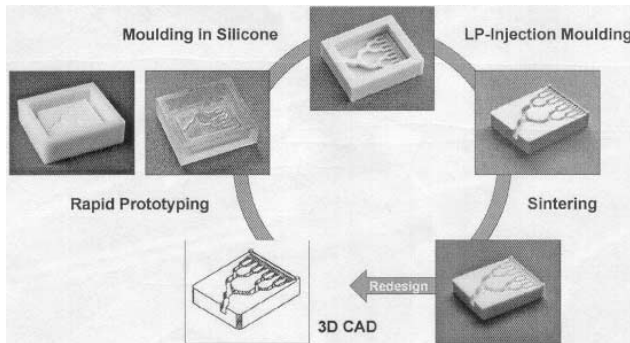 Moulding in Silicone
LP-Injection Moulding
Rapid Prototyping
Sintering
Redesign
3D CAD